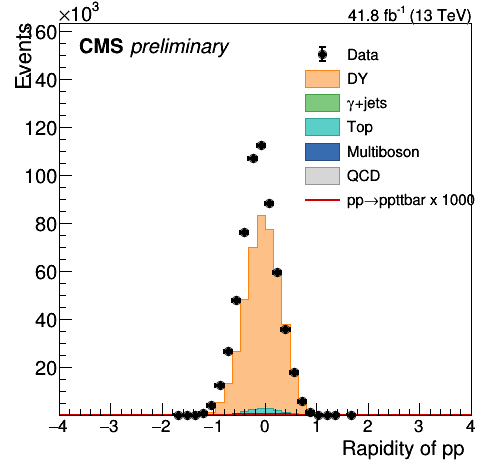 ×10³
41.8 fb⁻¹ (13 TeV)
Events
CMS preliminary
Data
DY
γ+jets
Top
Multiboson
QCD
pp→ppttbar x 1000
160
140
120
100
80
60
40
20
−4 −3 −2 −1 0 1 2 3 4
Rapidity of pp